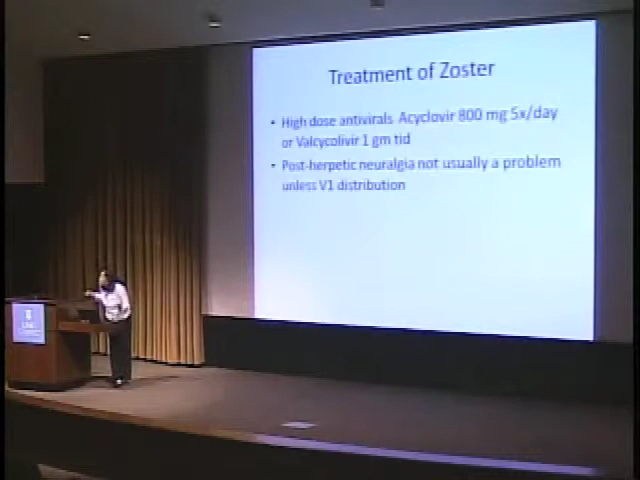 Treatment of Zoster
• High dose antivirals Acyclovir 800 mg 5x/day
or Valcycolivir 1 gm tid
• Post-herpetic neuralgia not usually a problem
unless V1 distribution